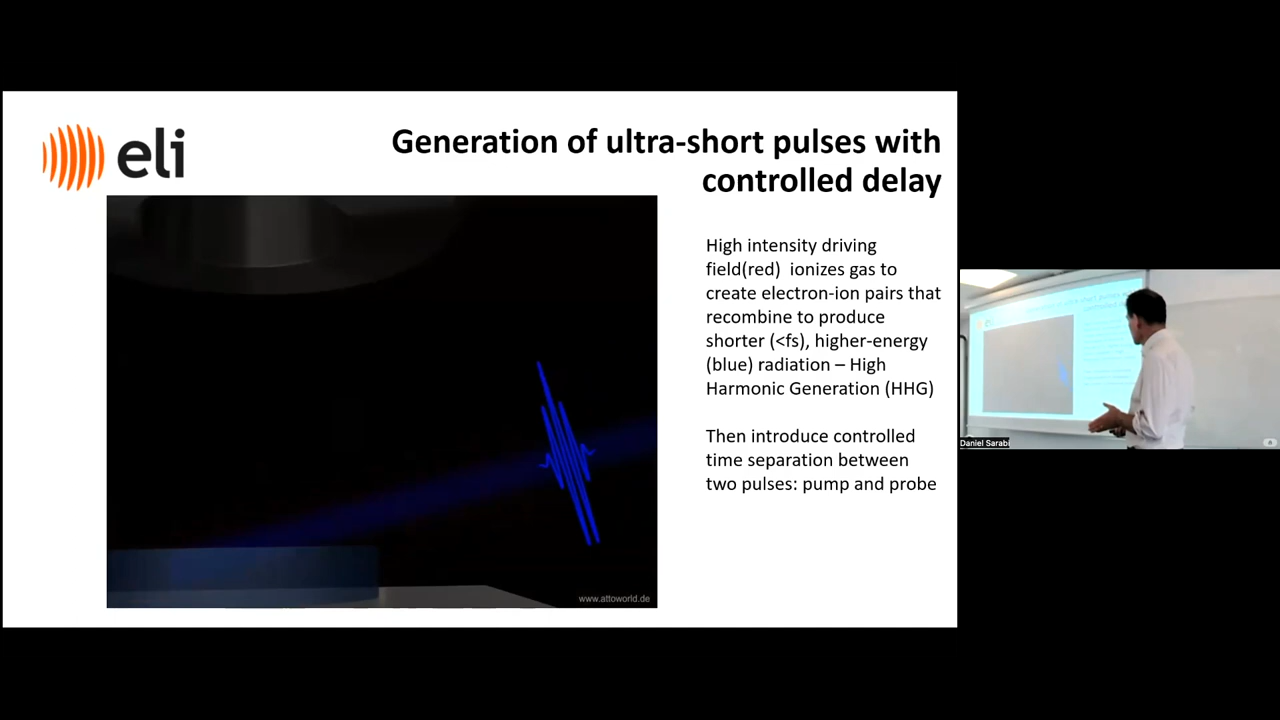 eli
Generation of ultra-short pulses with
controlled delay
High intensity driving
field(red) ionizes gas to
create electron-ion pairs that
recombine to produce
shorter (<fs), higher-energy
(blue) radiation – High
Harmonic Generation (HHG)
Then introduce controlled
time separation between
two pulses: pump and probe
www.attoworld.de
Daniel Sarabi